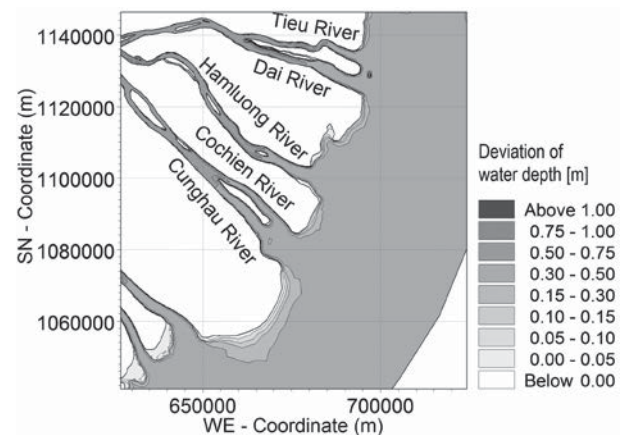 1140000
1120000
1100000
1080000
1060000
SN - Coordinate (m)
Tieu River
Dai River
Hamluong River
Cochien River
Cunghau River
650000
700000
WE - Coordinate (m)
Deviation of
water depth [m]
Above 1.00
0.75 - 1.00
0.50 - 0.75
0.30 - 0.50
0.15 - 0.30
0.10 - 0.15
0.05 - 0.10
0.00 - 0.05
Below 0.00